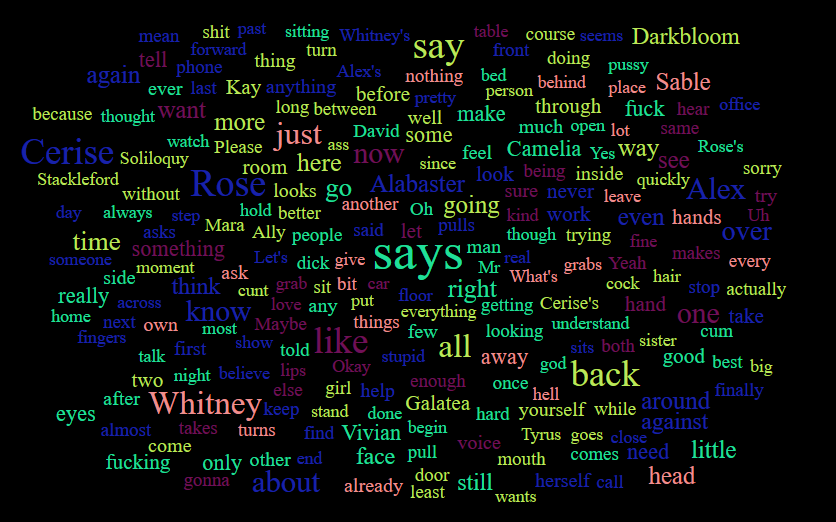 mean shit past sitting Whitney's table course seems Darkbloom
tell forward thing turn say front doing
again phone Alex's nothing bed pussy
ever last Kay anything before pretty person behind place Sable
because thought want long between well make through fuck hear office
more just David some much open lot same
Cerise Soliloquy watch Please ass now since feel Camelia Yes way see Rose's
Stackleford room here look being inside quickly sorry
without Rose looks go Alabaster sure never leave Alex try
day always step hold better another Oh going kind work even hands Uh
asks Mara Ally people said let pulls though trying over
time something says man fine
someone moment Let's dick give Mr real What's grabs Yeah makes every
side think ask cunt grab sit bit car right cock hair stop actually
really across love any put floor everything getting Cerise's hand
home next own know most Maybe things few looking understand one take
fingers first show like all sits both sister cum
talk told stupid away god good best big
two night believe lips Okay back
after else girl help enough once hell finally
eyes Whitney keep stand done Galatea hard yourself while around
almost takes turns find Vivian begin Tyrus goes close against
come voice comes need little
fucking only other end face pull mouth
gonna about already door least still herself call head
wants